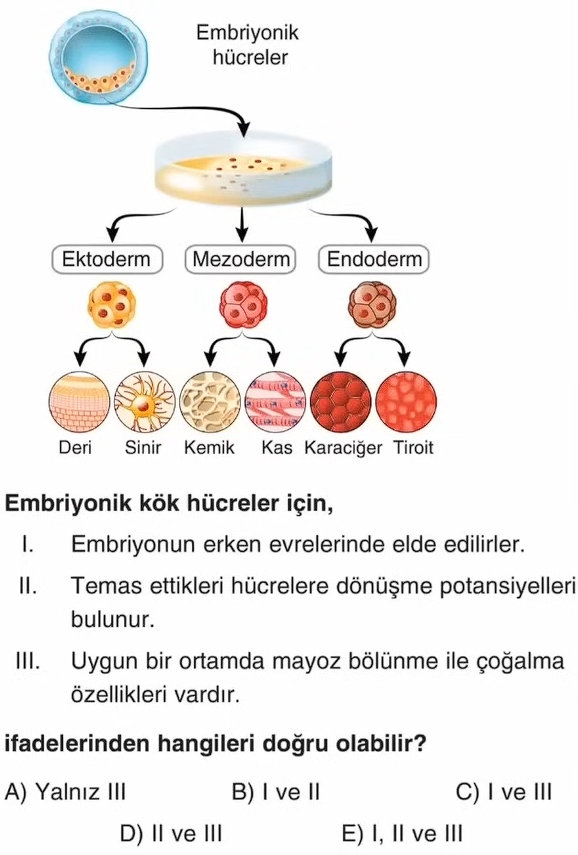 Embriyonik
hücreler
Ektoderm
Mezoderm
Endoderm
Deri
Sinir
Kemik
Kas
Karaciğer
Tiroit
Embriyonik kök hücreler için,
I. Embriyonun erken evrelerinde elde edilirler.
II. Temas ettikleri hücrelere dönüşme potansiyelleri
bulunur.
III. Uygun bir ortamda mayoz bölünme ile çoğalma
özellikleri vardır.
ifadelerinden hangileri doğru olabilir?
A) Yalnız III B) I ve II C) I ve III
D) II ve III E) I, II ve III